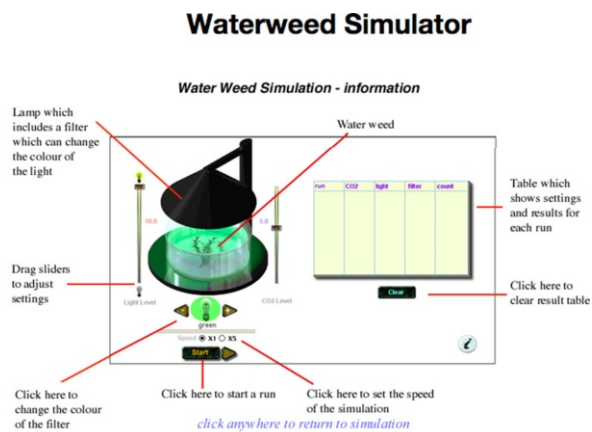 Waterweed Simulator
Water Weed Simulation - information
Lamp which
includes a filter
which can change
the colour of
the light
Water weed
run CO2 light filter count
Table which
shows settings
and results for
each run
10.0
5.0
Drag sliders
to adjust
settings
Light Level
CO2 Level
Clear
Click here to
clear result table
green
Speed X1 X5
Start
i
Click here to
change the colour
of the filter
Click here to start a run
Click here to set the speed
of the simulation
click anywhere to return to simulation